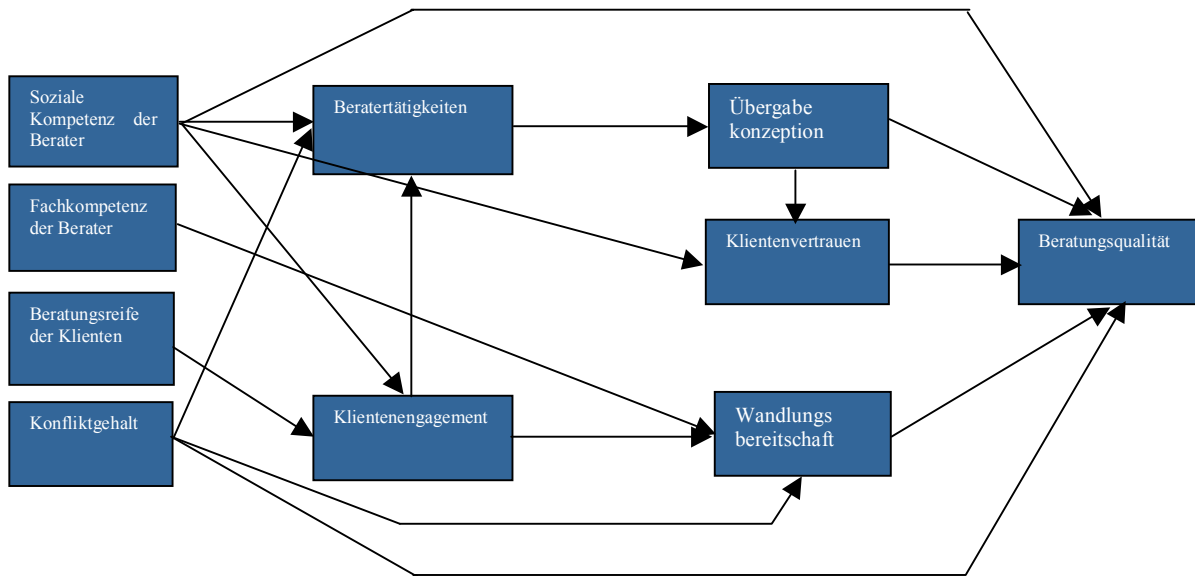 Soziale
Kompetenz der
Berater
Beratertätigkeiten
Übergabe
konzeption
Fachkompetenz
der Berater
Klientenvertrauen
Beratungsqualität
Beratungsreife
der Klienten
Konfliktgehalt
Klientenengagement
Wandlungs
bereitschaft